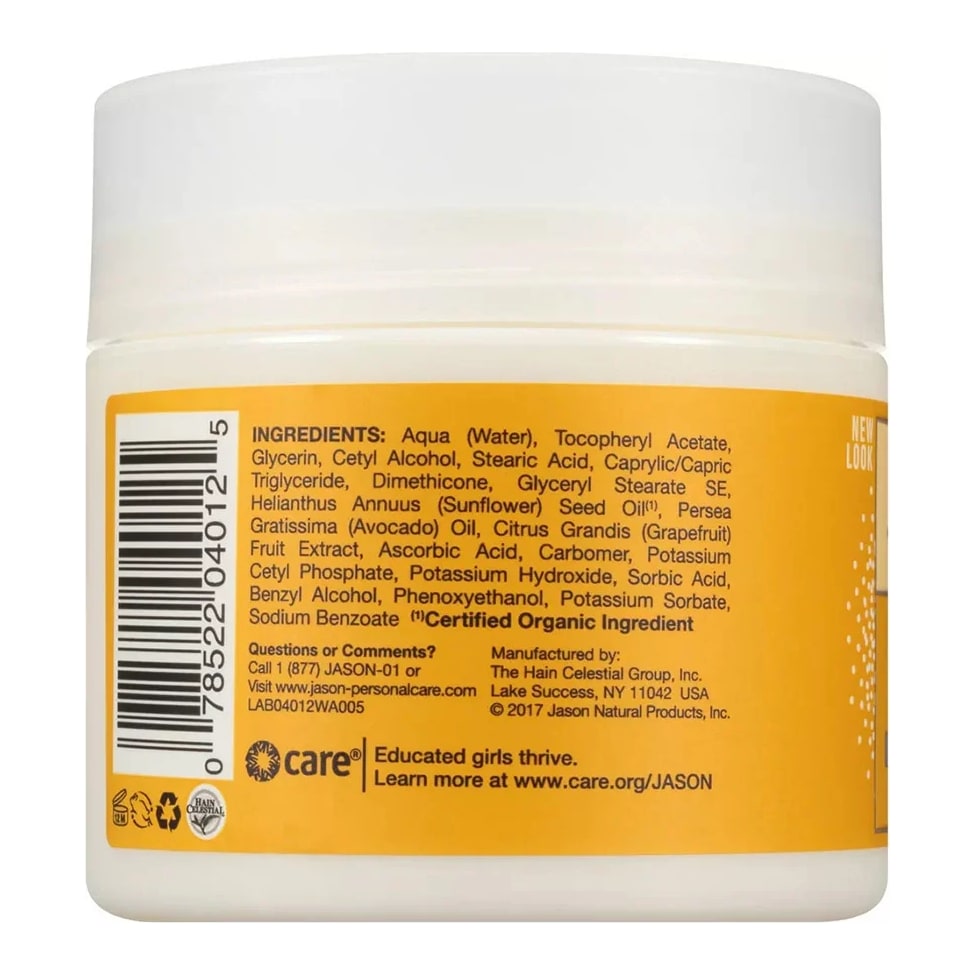 INGREDIENTS: Aqua (Water), Tocopheryl Acetate,
Glycerin, Cetyl Alcohol, Stearic Acid, Caprylic/Capric
Triglyceride, Dimethicone, Glyceryl Stearate SE,
Helianthus Annuus (Sunflower) Seed Oil⁽¹⁾, Persea
Gratissima (Avocado) Oil, Citrus Grandis (Grapefruit)
Fruit Extract, Ascorbic Acid, Carbomer, Potassium
Cetyl Phosphate, Potassium Hydroxide, Sorbic Acid,
Benzyl Alcohol, Phenoxyethanol, Potassium Sorbate,
Sodium Benzoate ⁽¹⁾Certified Organic Ingredient
Questions or Comments?
Call 1 (877) JASON-01 or
Visit www.jason-personalcare.com
LAB04012WA005
Manufactured by:
The Hain Celestial Group, Inc.
Lake Success, NY 11042 USA
© 2017 Jason Natural Products, Inc.
care®
Educated girls thrive.
Learn more at www.care.org/JASON
0 78522 04012 5
12M
HAIN
CELESTIAL
NEW
LOOK